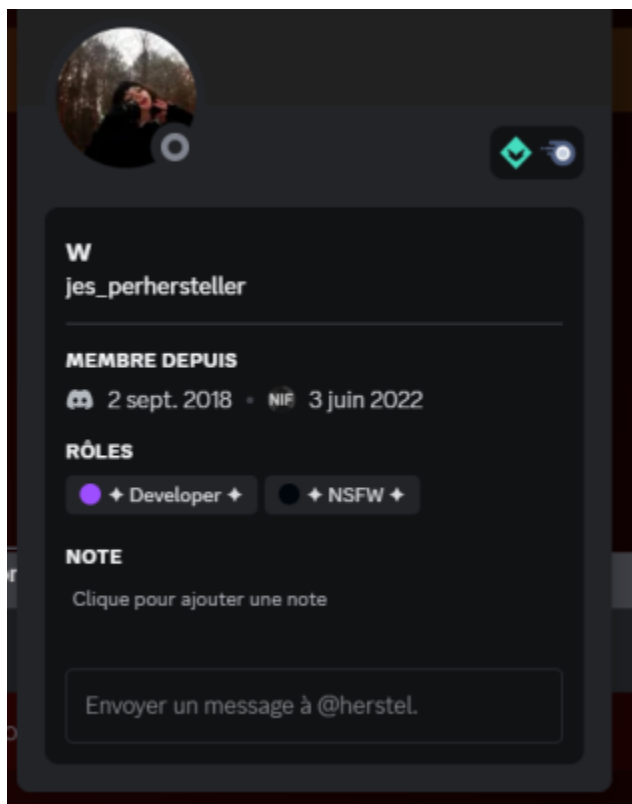 w
jes_perhersteller
MEMBRE DEPUIS
2 sept. 2018 • NIF 3 juin 2022
RÔLES
✦ Developer ✦ ✦ NSFW ✦
NOTE
Clique pour ajouter une note
Envoyer un message à @herstel.